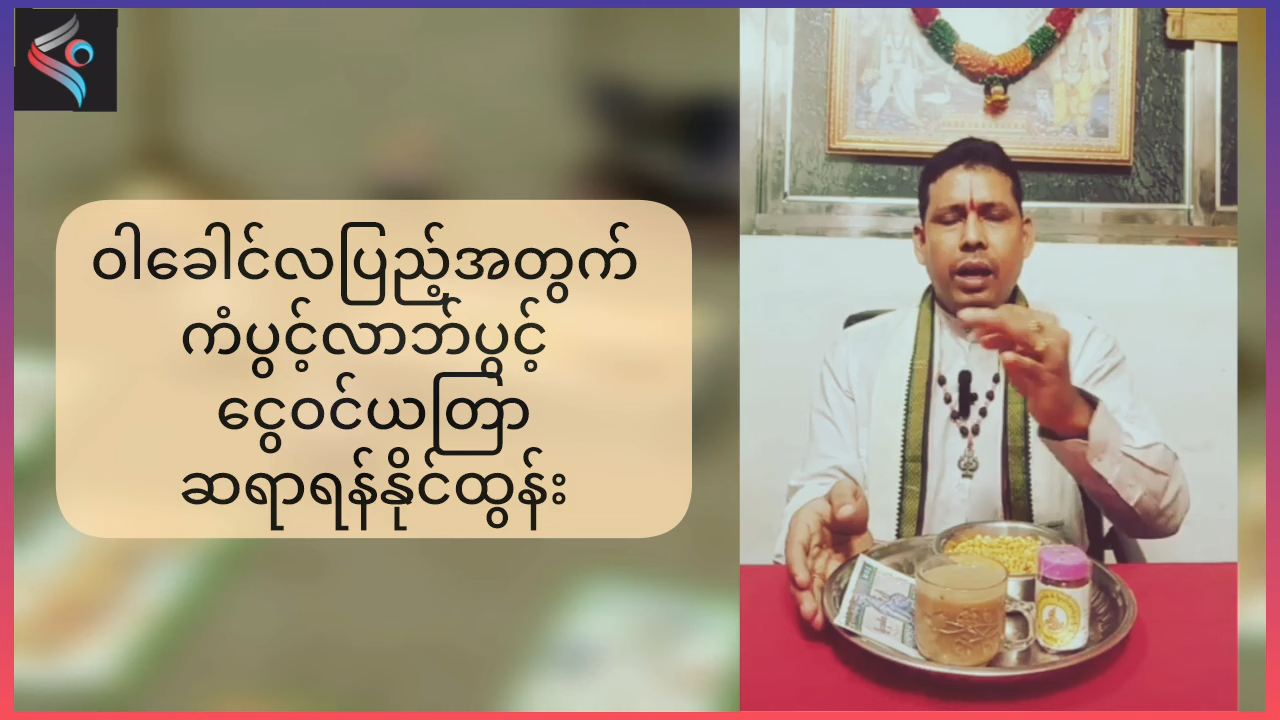 ဝါခေါင်လပြည့်အတွက်
ကံပွင့်လာဘ်ပွင့်
ငွေဝင်ယတြာ
ဆရာရန်နိုင်ထွန်း